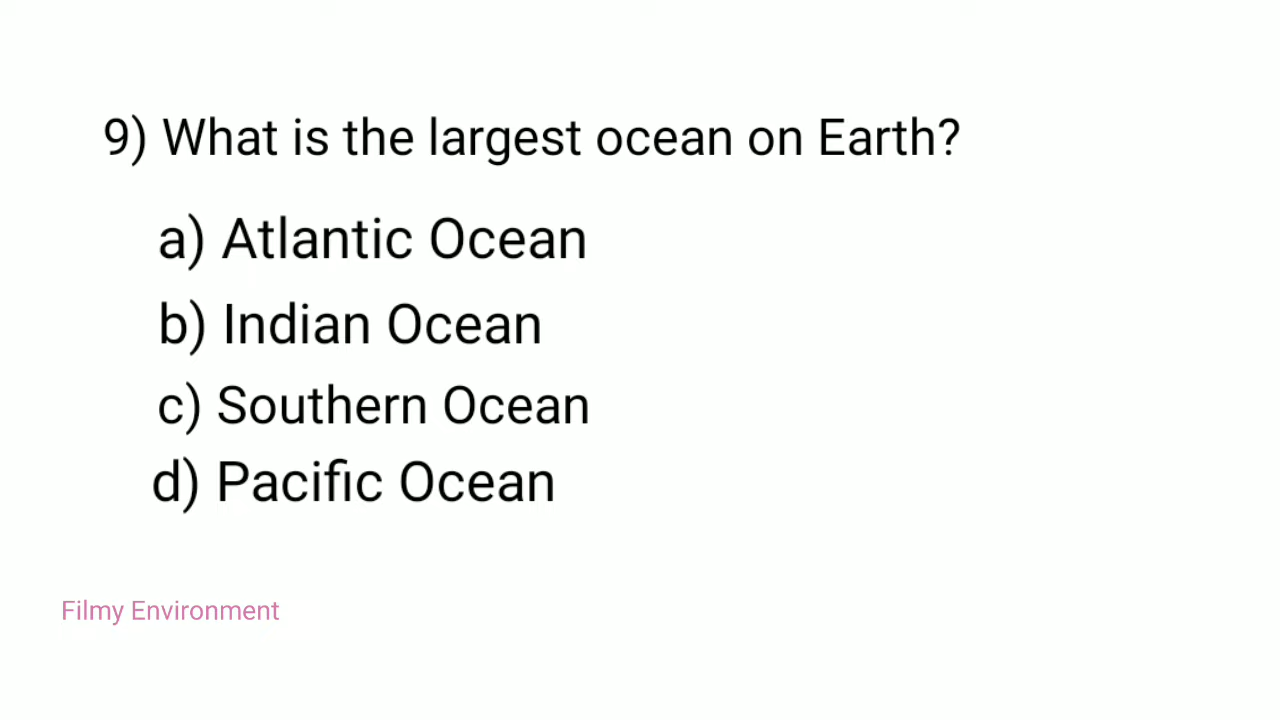 9) What is the largest ocean on Earth?
a) Atlantic Ocean
b) Indian Ocean
c) Southern Ocean
d) Pacific Ocean
Filmy Environment